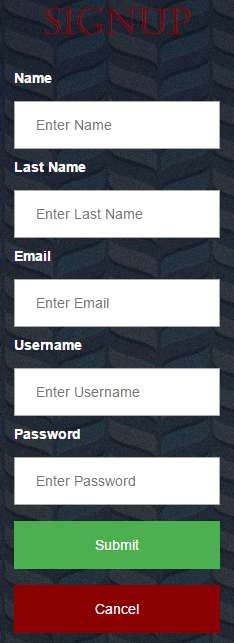 SIGNUP
Name
Enter Name
Last Name
Enter Last Name
Email
Enter Email
Username
Enter Username
Password
Enter Password
Submit
Cancel